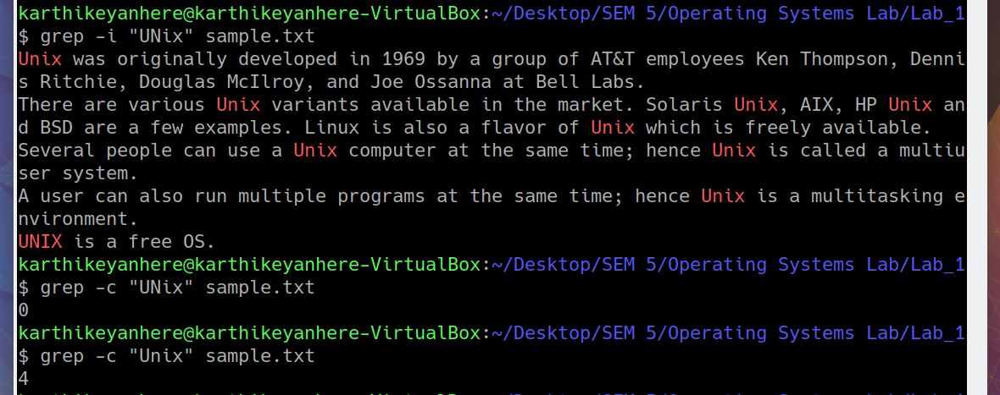 karthikeyanhere@karthikeyanhere-VirtualBox:~/Desktop/SEM 5/Operating Systems Lab/Lab_1
$ grep -i "UNix" sample.txt
Unix was originally developed in 1969 by a group of AT&T employees Ken Thompson, Denni
s Ritchie, Douglas McIlroy, and Joe Ossanna at Bell Labs.
There are various Unix variants available in the market. Solaris Unix, AIX, HP Unix an
d BSD are a few examples. Linux is also a flavor of Unix which is freely available.
Several people can use a Unix computer at the same time; hence Unix is called a multiu
ser system.
A user can also run multiple programs at the same time; hence Unix is a multitasking e
nvironment.
UNIX is a free OS.
karthikeyanhere@karthikeyanhere-VirtualBox:~/Desktop/SEM 5/Operating Systems Lab/Lab_1
$ grep -c "UNix" sample.txt
0
karthikeyanhere@karthikeyanhere-VirtualBox:~/Desktop/SEM 5/Operating Systems Lab/Lab_1
$ grep -c "Unix" sample.txt
4